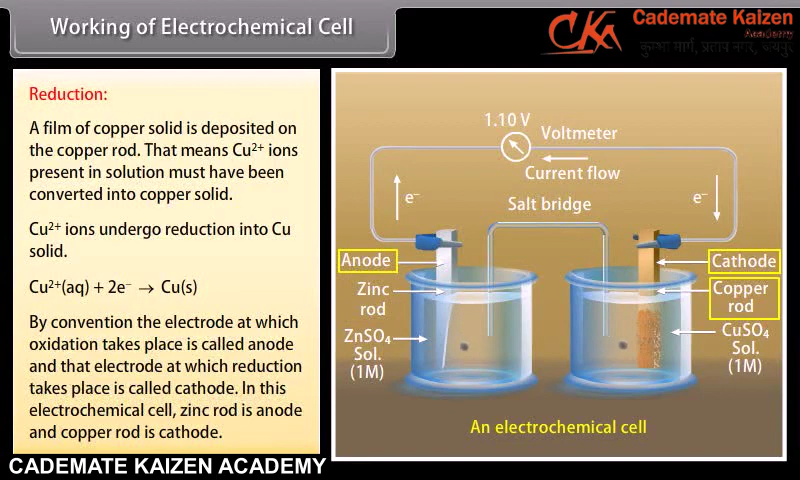 Working of Electrochemical Cell
CKA
Cademate Kaizen
Academy
कुम्भा मार्ग, प्रताप नगर, जयपुर
Reduction:
A film of copper solid is deposited on
the copper rod. That means Cu²⁺ ions
present in solution must have been
converted into copper solid.
Cu²⁺ ions undergo reduction into Cu
solid.
Cu²⁺(aq) + 2e⁻ → Cu(s)
By convention the electrode at which
oxidation takes place is called anode
and that electrode at which reduction
takes place is called cathode. In this
electrochemical cell, zinc rod is anode
and copper rod is cathode.
1.10 V
Voltmeter
Current flow
e⁻
e⁻
Salt bridge
Anode
Zinc
rod
ZnSO₄
Sol.
(1M)
Cathode
Copper
rod
CuSO₄
Sol.
(1M)
An electrochemical cell
CADEMATE KAIZEN ACADEMY